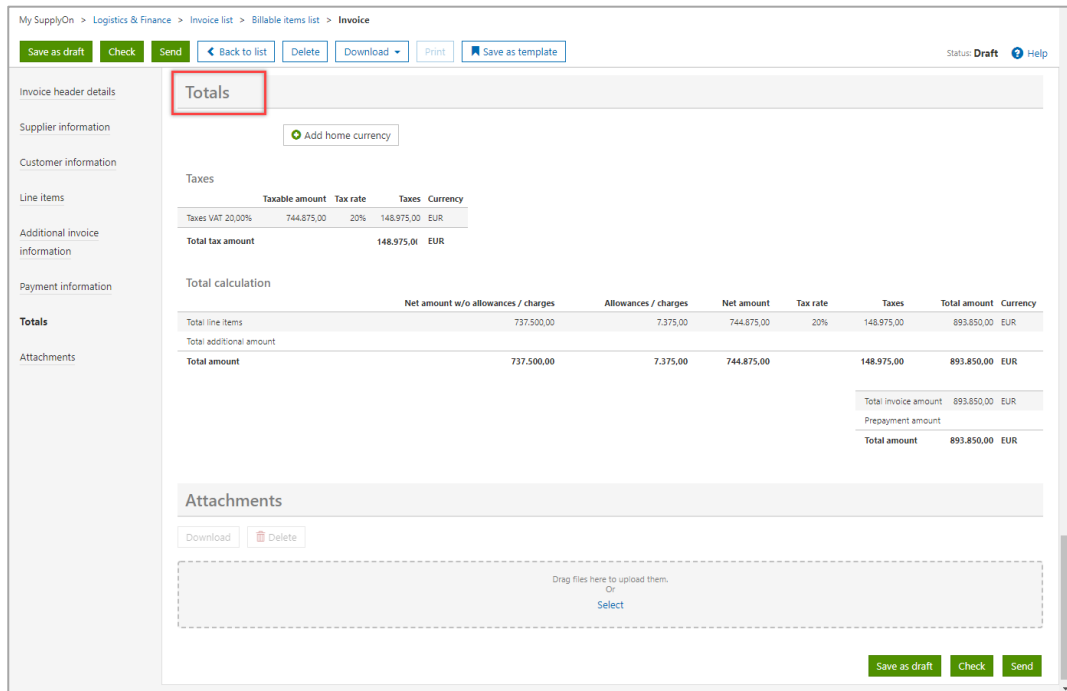 My SupplyOn > Logistics & Finance > Invoice list > Billable items list > Invoice
Save as draft Check Send Back to list Delete Download Print Save as template Status: Draft Help
Invoice header details
Supplier information
Customer information
Line items
Additional invoice
information
Payment information
Totals
Attachments
Totals
Add home currency
Taxes
Taxable amount Tax rate Taxes Currency
Taxes VAT 20,00% 744.875,00 20% 148.975,00 EUR
Total tax amount 148.975,0( EUR
Total calculation
Net amount w/o allowances / charges Allowances / charges Net amount Tax rate Taxes Total amount Currency
Total line items 737.500,00 7.375,00 744.875,00 20% 148.975,00 893.850,00 EUR
Total additional amount
Total amount 737.500,00 7.375,00 744.875,00 148.975,00 893.850,00 EUR
Total invoice amount 893.850,00 EUR
Prepayment amount
Total amount 893.850,00 EUR
Attachments
Download Delete
Drag files here to upload them.
Or
Select
Save as draft Check Send